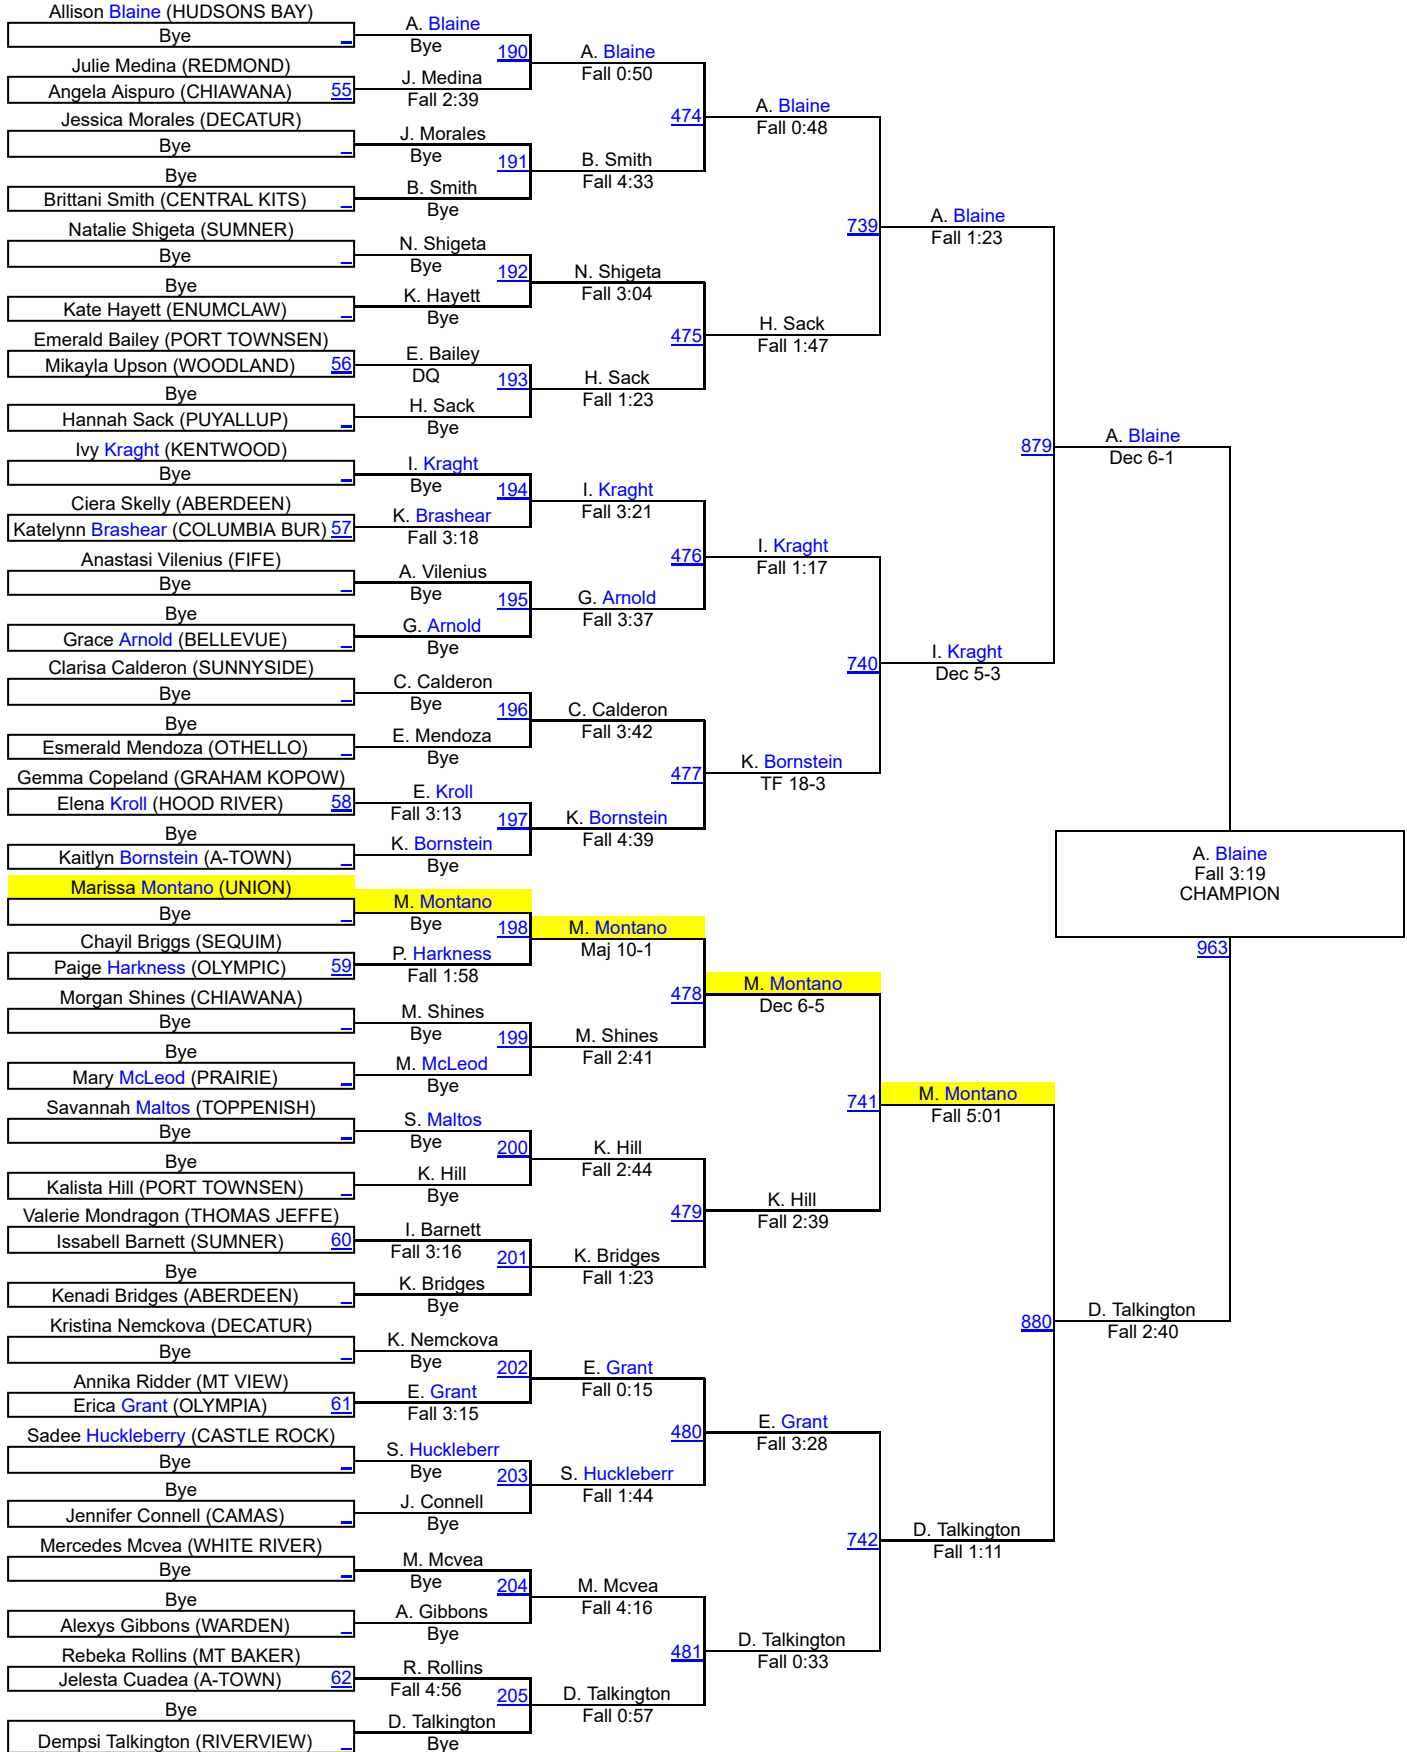 Allison Blaine (HUDSONS BAY)
Bye
Julie Medina (REDMOND)
Angela Aispuro (CHIAWANA) 55
Jessica Morales (DECATUR)
Bye
Bye
Brittani Smith (CENTRAL KITS)
Natalie Shigeta (SUMNER)
Bye
Bye
Kate Hayett (ENUMCLAW)
Emerald Bailey (PORT TOWNSEN)
Mikayla Upson (WOODLAND) 56
Bye
Hannah Sack (PUYALLUP)
Ivy Kraght (KENTWOOD)
Bye
Ciera Skelly (ABERDEEN)
Katelynn Brashear (COLUMBIA BUR) 57
Anastasi Vilenius (FIFE)
Bye
Bye
Grace Arnold (BELLEVUE)
Clarisa Calderon (SUNNYSIDE)
Bye
Bye
Esmerald Mendoza (OTHELLO)
Gemma Copeland (GRAHAM KOPOW)
Elena Kroll (HOOD RIVER) 58
Bye
Kaitlyn Bornstein (A-TOWN)
Marissa Montano (UNION)
Bye
Chayil Briggs (SEQUIM)
Paige Harkness (OLYMPIC) 59
Morgan Shines (CHIAWANA)
Bye
Bye
Mary McLeod (PRAIRIE)
Savannah Maltos (TOPPENISH)
Bye
Bye
Kalista Hill (PORT TOWNSEN)
Valerie Mondragon (THOMAS JEFFE)
Issabell Barnett (SUMNER) 60
Bye
Kenadi Bridges (ABERDEEN)
Kristina Nemckova (DECATUR)
Bye
Annika Ridder (MT VIEW)
Erica Grant (OLYMPIA) 61
Sadee Huckleberry (CASTLE ROCK)
Bye
Bye
Jennifer Connell (CAMAS)
Mercedes Mcvea (WHITE RIVER)
Bye
Bye
Alexys Gibbons (WARDEN)
Rebeka Rollins (MT BAKER)
Jelesta Cuadea (A-TOWN) 62
Bye
Dempsi Talkington (RIVERVIEW)
A. Blaine
Bye
190
J. Medina
Fall 2:39
J. Morales
Bye
191
B. Smith
Bye
N. Shigeta
Bye
192
K. Hayett
Bye
E. Bailey
DQ
193
H. Sack
Bye
I. Kraght
Bye
194
K. Brashear
Fall 3:18
A. Vilenius
Bye
195
G. Arnold
Bye
C. Calderon
Bye
196
E. Mendoza
Bye
E. Kroll
Fall 3:13
197
K. Bornstein
Bye
M. Montano
Bye
198
P. Harkness
Fall 1:58
M. Shines
Bye
199
M. McLeod
Bye
S. Maltos
Bye
200
K. Hill
Bye
I. Barnett
Fall 3:16
201
K. Bridges
Bye
K. Nemckova
Bye
202
E. Grant
Fall 3:15
S. Huckleberr
Bye
203
J. Connell
Bye
M. Mcvea
Bye
204
A. Gibbons
Bye
R. Rollins
Fall 4:56
205
D. Talkington
Bye
A. Blaine
Fall 0:50
474
B. Smith
Fall 4:33
N. Shigeta
Fall 3:04
475
H. Sack
Fall 1:23
I. Kraght
Fall 3:21
476
G. Arnold
Fall 3:37
C. Calderon
Fall 3:42
477
K. Bornstein
Fall 4:39
M. Montano
Maj 10-1
478
M. Shines
Fall 2:41
K. Hill
Fall 2:44
479
K. Bridges
Fall 1:23
E. Grant
Fall 0:15
480
S. Huckleberr
Fall 1:44
M. Mcvea
Fall 4:16
481
D. Talkington
Fall 0:57
A. Blaine
Fall 0:48
739
H. Sack
Fall 1:47
I. Kraght
Fall 1:17
740
K. Bornstein
TF 18-3
M. Montano
Dec 6-5
741
K. Hill
Fall 2:39
E. Grant
Fall 3:28
742
D. Talkington
Fall 0:33
A. Blaine
Fall 1:23
879
I. Kraght
Dec 5-3
M. Montano
Fall 5:01
880
D. Talkington
Fall 1:11
A. Blaine
Dec 6-1
D. Talkington
Fall 2:40
A. Blaine
Fall 3:19
CHAMPION
963